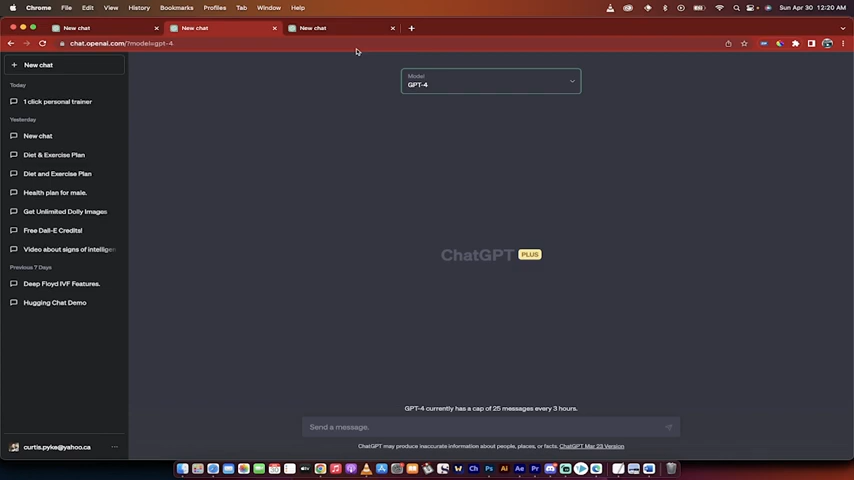 Chrome File Edit View History Bookmarks Profiles Tab Window Help Sun Apr 30 12:20 AM
New chat New chat New chat
chat.openai.com/?model=gpt-4
New chat
Model
GPT-4
Today
1 click personal trainer
Yesterday
New chat
Diet & Exercise Plan
Diet and Exercise Plan
Health plan for male.
Get Unlimited Dolly Images
Free Dall-E Credits!
Video about signs of intelligen
ChatGPT PLUS
Previous 7 Days
Deep Floyd IVF Features.
Hugging Chat Demo
GPT-4 currently has a cap of 25 messages every 3 hours.
Send a message.
curtis.pyke@yahoo.ca
ChatGPT may produce inaccurate information about people, places, or facts. ChatGPT Mar 23 Version